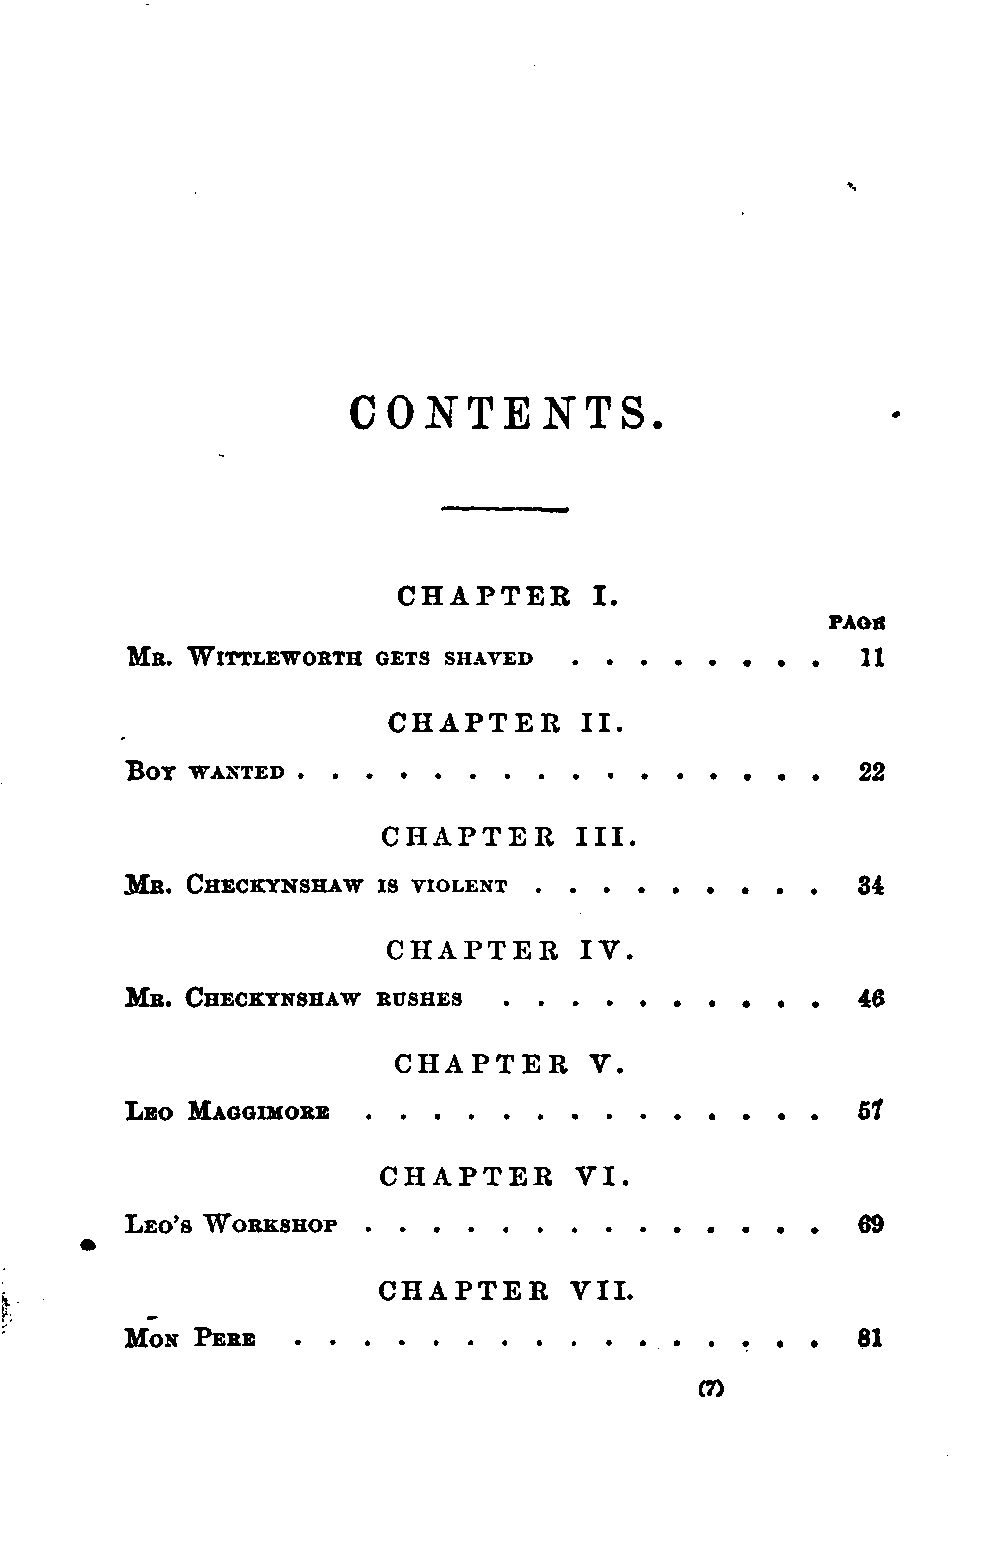 CONTENTS.
CHAPTER I.
PAGE
Mr. Wittleworth gets shaved . . . . . . . . 11
CHAPTER II.
Boy wanted . . . . . . . . . . . . . . . . 22
CHAPTER III.
Mr. Checkynshaw is violent . . . . . . . . . 34
CHAPTER IV.
Mr. Checkynshaw rushes . . . . . . . . . . 46
CHAPTER V.
Leo Maggimore . . . . . . . . . . . . . . 57
CHAPTER VI.
Leo's Workshop . . . . . . . . . . . . . . 69
CHAPTER VII.
Mon Pere . . . . . . . . . . . . . . . . 81
(7)